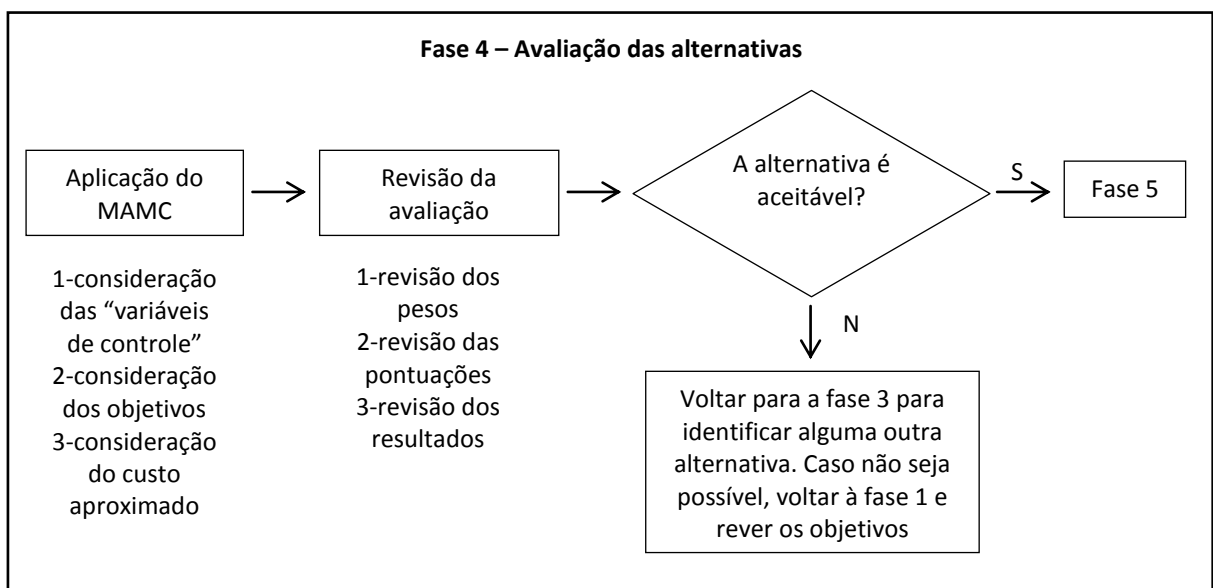 Fase 4 – Avaliação das alternativas
Aplicação do
MAMC
1-consideração
das “variáveis
de controle”
2-consideração
dos objetivos
3-consideração
do custo
aproximado
Revisão da
avaliação
1-revisão dos
pesos
2-revisão das
pontuações
3-revisão dos
resultados
A alternativa é
aceitável?
S
Fase 5
N
Voltar para a fase 3 para
identificar alguma outra
alternativa. Caso não seja
possível, voltar à fase 1 e
rever os objetivos